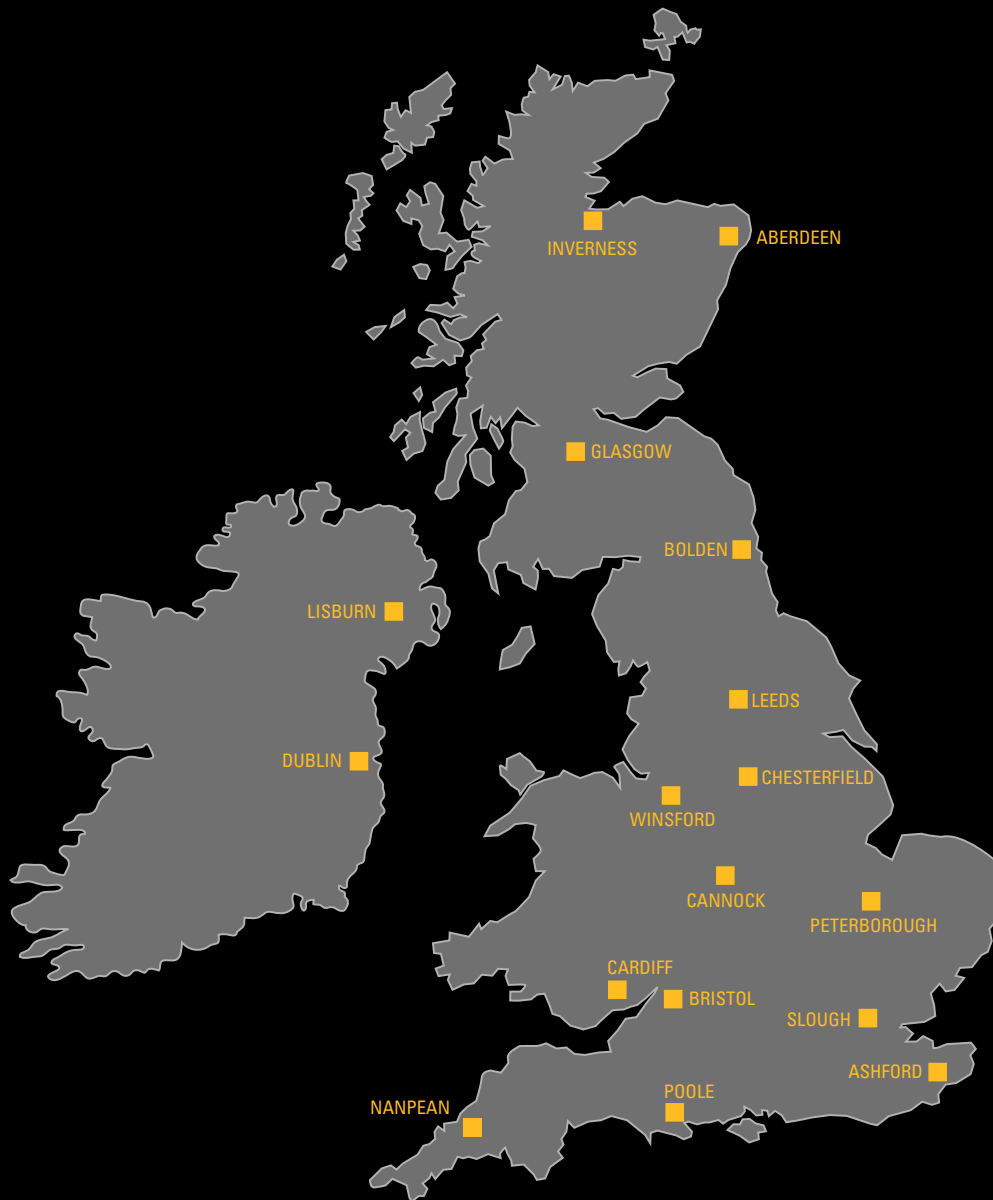 ABERDEEN
INVERNESS
GLASGOW
BOLDEN
LISBURN
LEEDS
DUBLIN
CHESTERFIELD
WINSFORD
CANNOCK
PETERBOROUGH
CARDIFF
BRISTOL
SLOUGH
ASHFORD
POOLE
NANPEAN